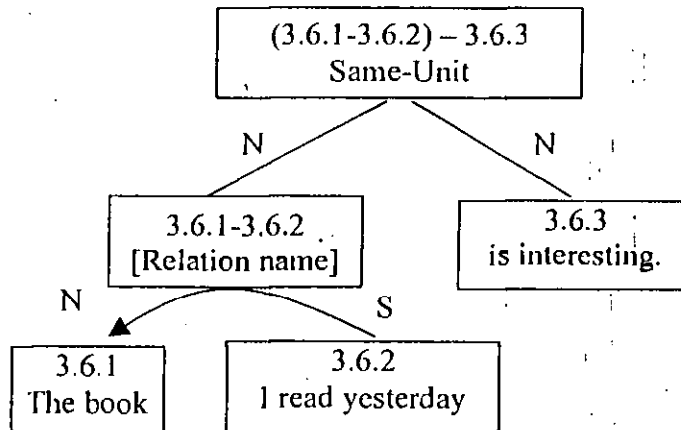 (3.6.1-3.6.2) – 3.6.3
Same-Unit
N
N
3.6.1-3.6.2
[Relation name]
3.6.3
is interesting.
N
S
3.6.1
The book
3.6.2
I read yesterday